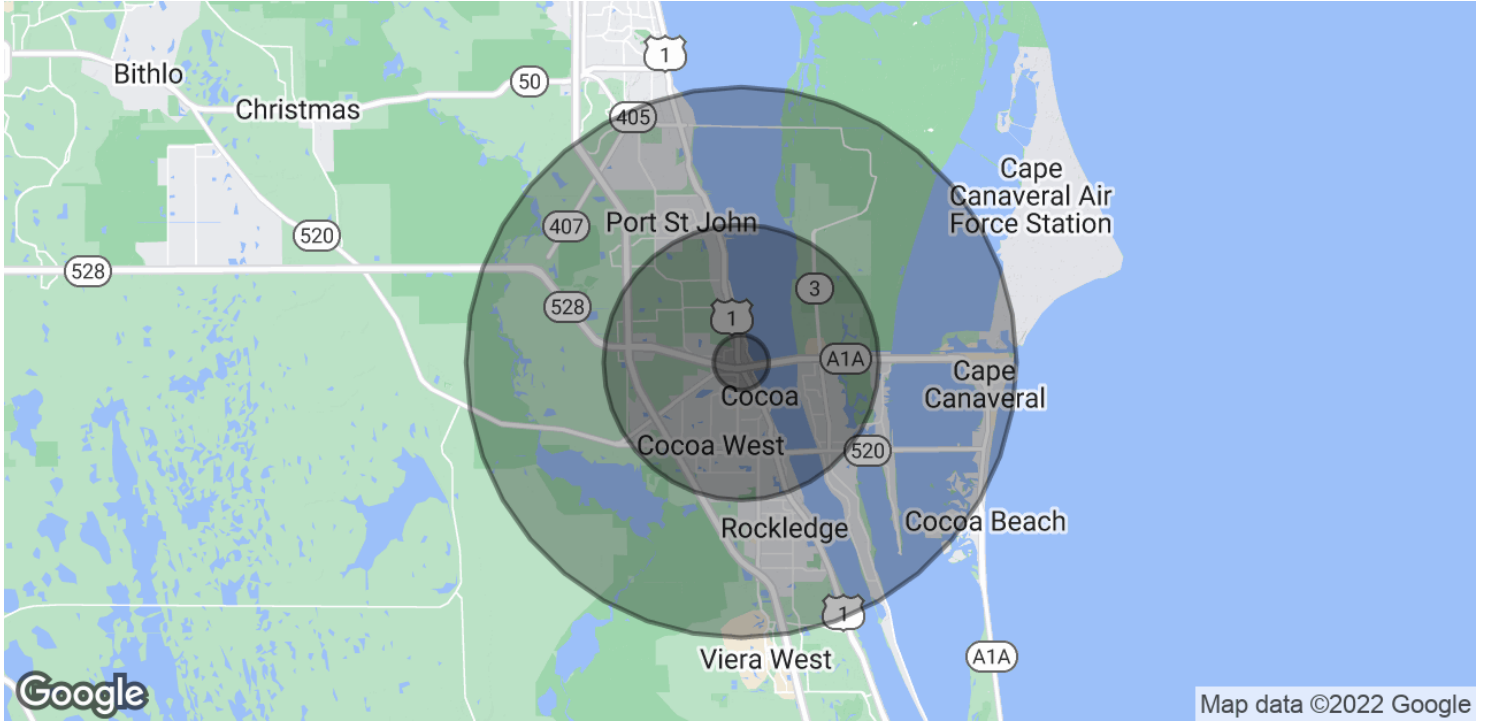 1
Bithlo
50
Christmas
405
Cape
Canaveral Air
Force Station
Port St John
407
520
528
3
528
1
A1A
Cape
Canaveral
Cocoa
Cocoa West
520
Cocoa Beach
Rockledge
1
Viera West
A1A
Google
Map data ©2022 Google